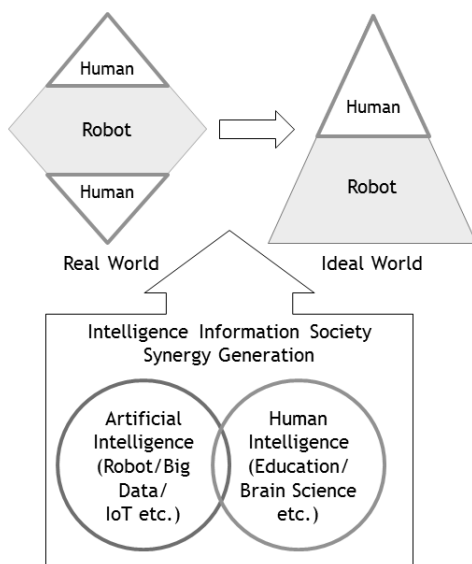 Human
Robot
Human
Real World
Human
Robot
Ideal World
Intelligence Information Society
Synergy Generation
Artificial
Intelligence
(Robot/Big
Data/
IoT etc.)
Human
Intelligence
(Education/
Brain Science
etc.)